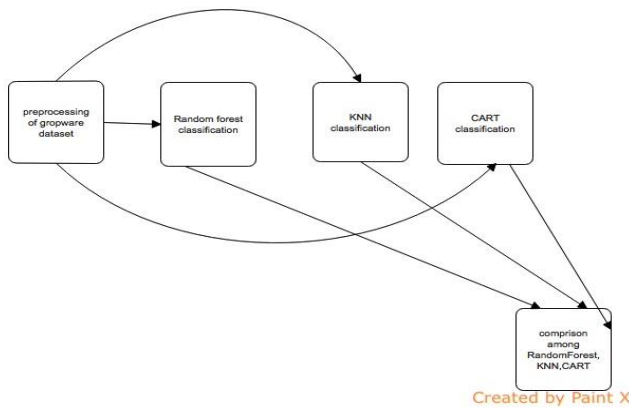 preprocessing
of gropware
dataset
Random forest
classification
KNN
classification
CART
classification
comprison
among
RandomForest,
KNN,CART
Created by Paint X